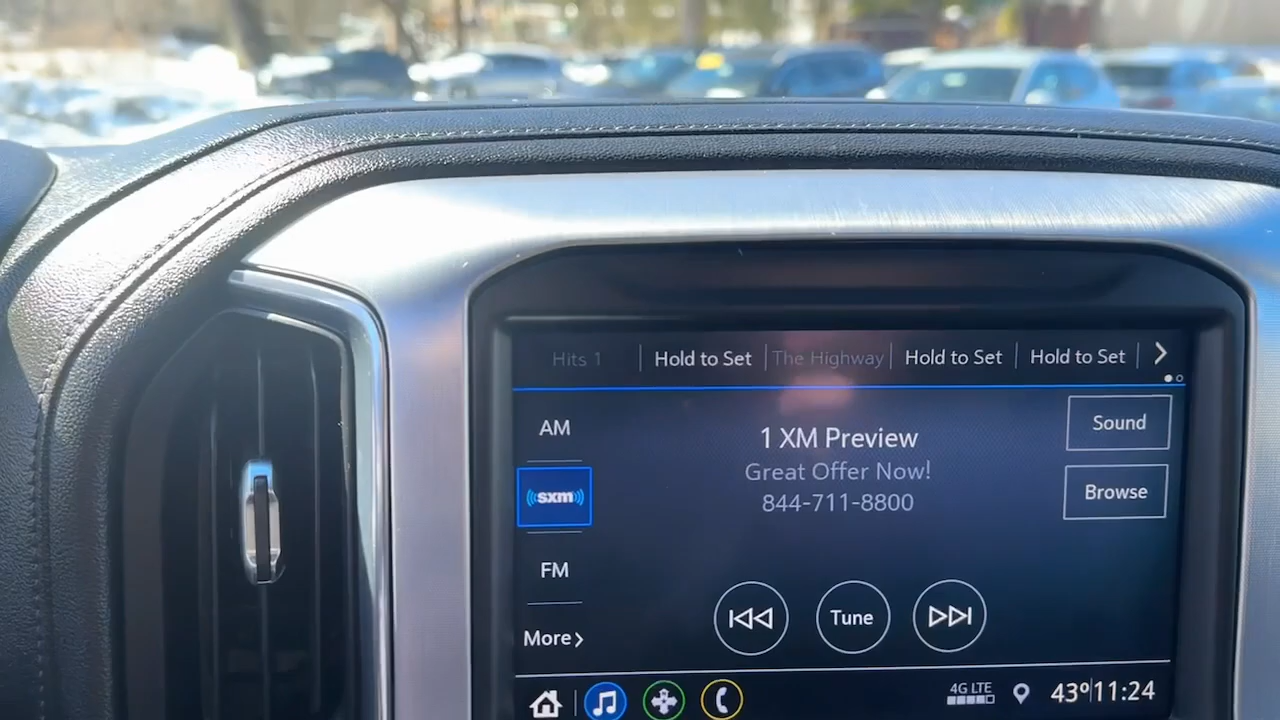 Hits 1 Hold to Set The Highway Hold to Set Hold to Set
AM
1 XM Preview
Sound
Great Offer Now!
sxm
844-711-8800
Browse
FM
More
Tune
4G LTE
43° 11:24